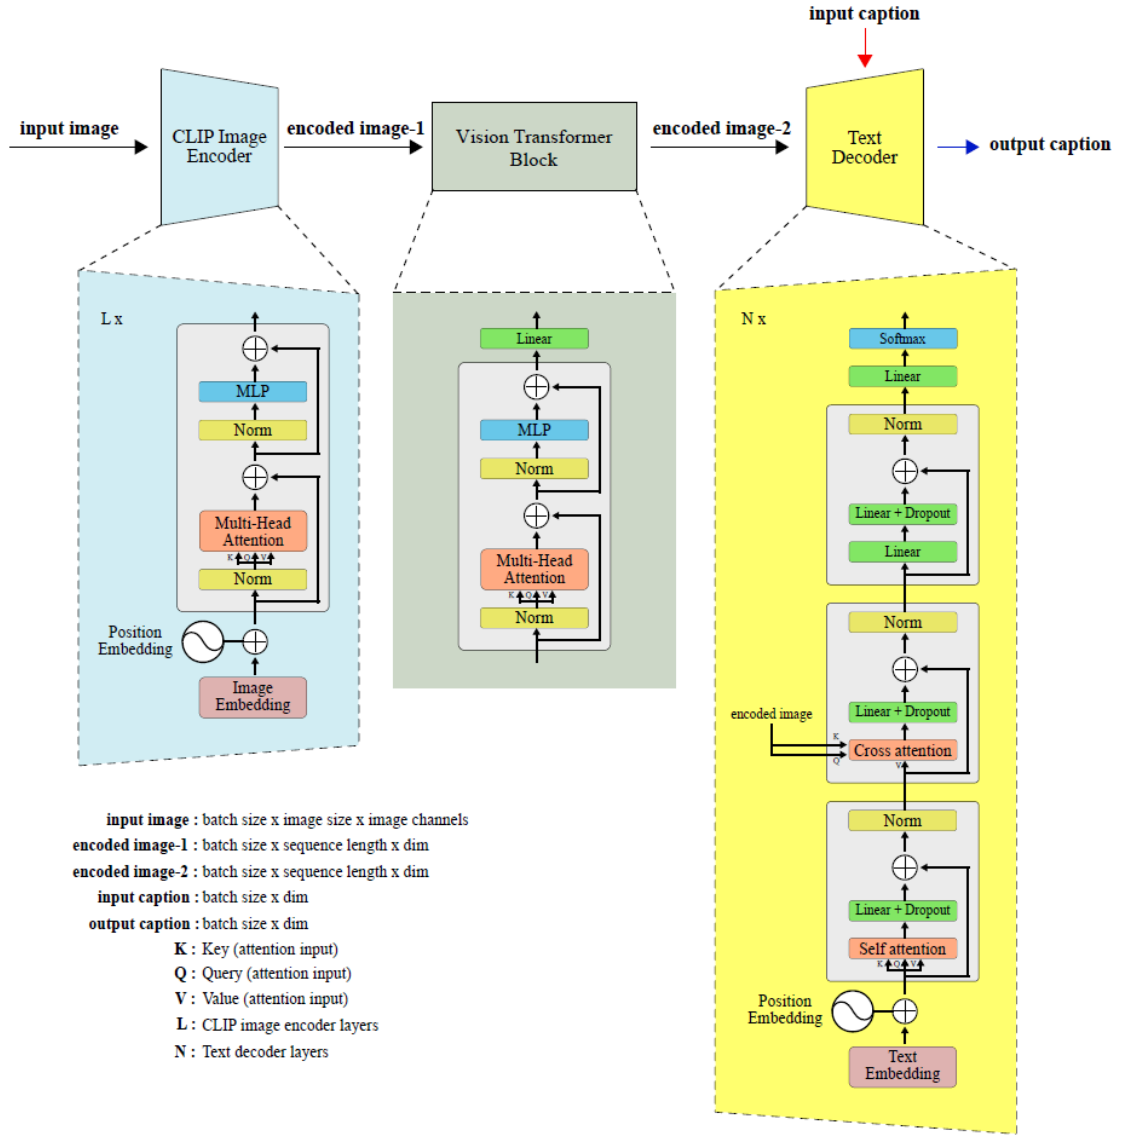 input caption
input image
CLIP Image
Encoder
encoded image-1
Vision Transformer
Block
encoded image-2
Text
Decoder
output caption
L x
MLP
Norm
Multi-Head
Attention
K Q V
Norm
Position
Embedding
Image
Embedding
Linear
MLP
Norm
Multi-Head
Attention
K Q V
Norm
N x
Softmax
Linear
Norm
Linear + Dropout
Linear
Norm
Linear + Dropout
encoded image
K
Cross attention
Q
V
Norm
Linear + Dropout
Self attention
K Q V
Position
Embedding
Text
Embedding
input image : batch size x image size x image channels
encoded image-1 : batch size x sequence length x dim
encoded image-2 : batch size x sequence length x dim
input caption : batch size x dim
output caption : batch size x dim
K : Key (attention input)
Q : Query (attention input)
V : Value (attention input)
L : CLIP image encoder layers
N : Text decoder layers